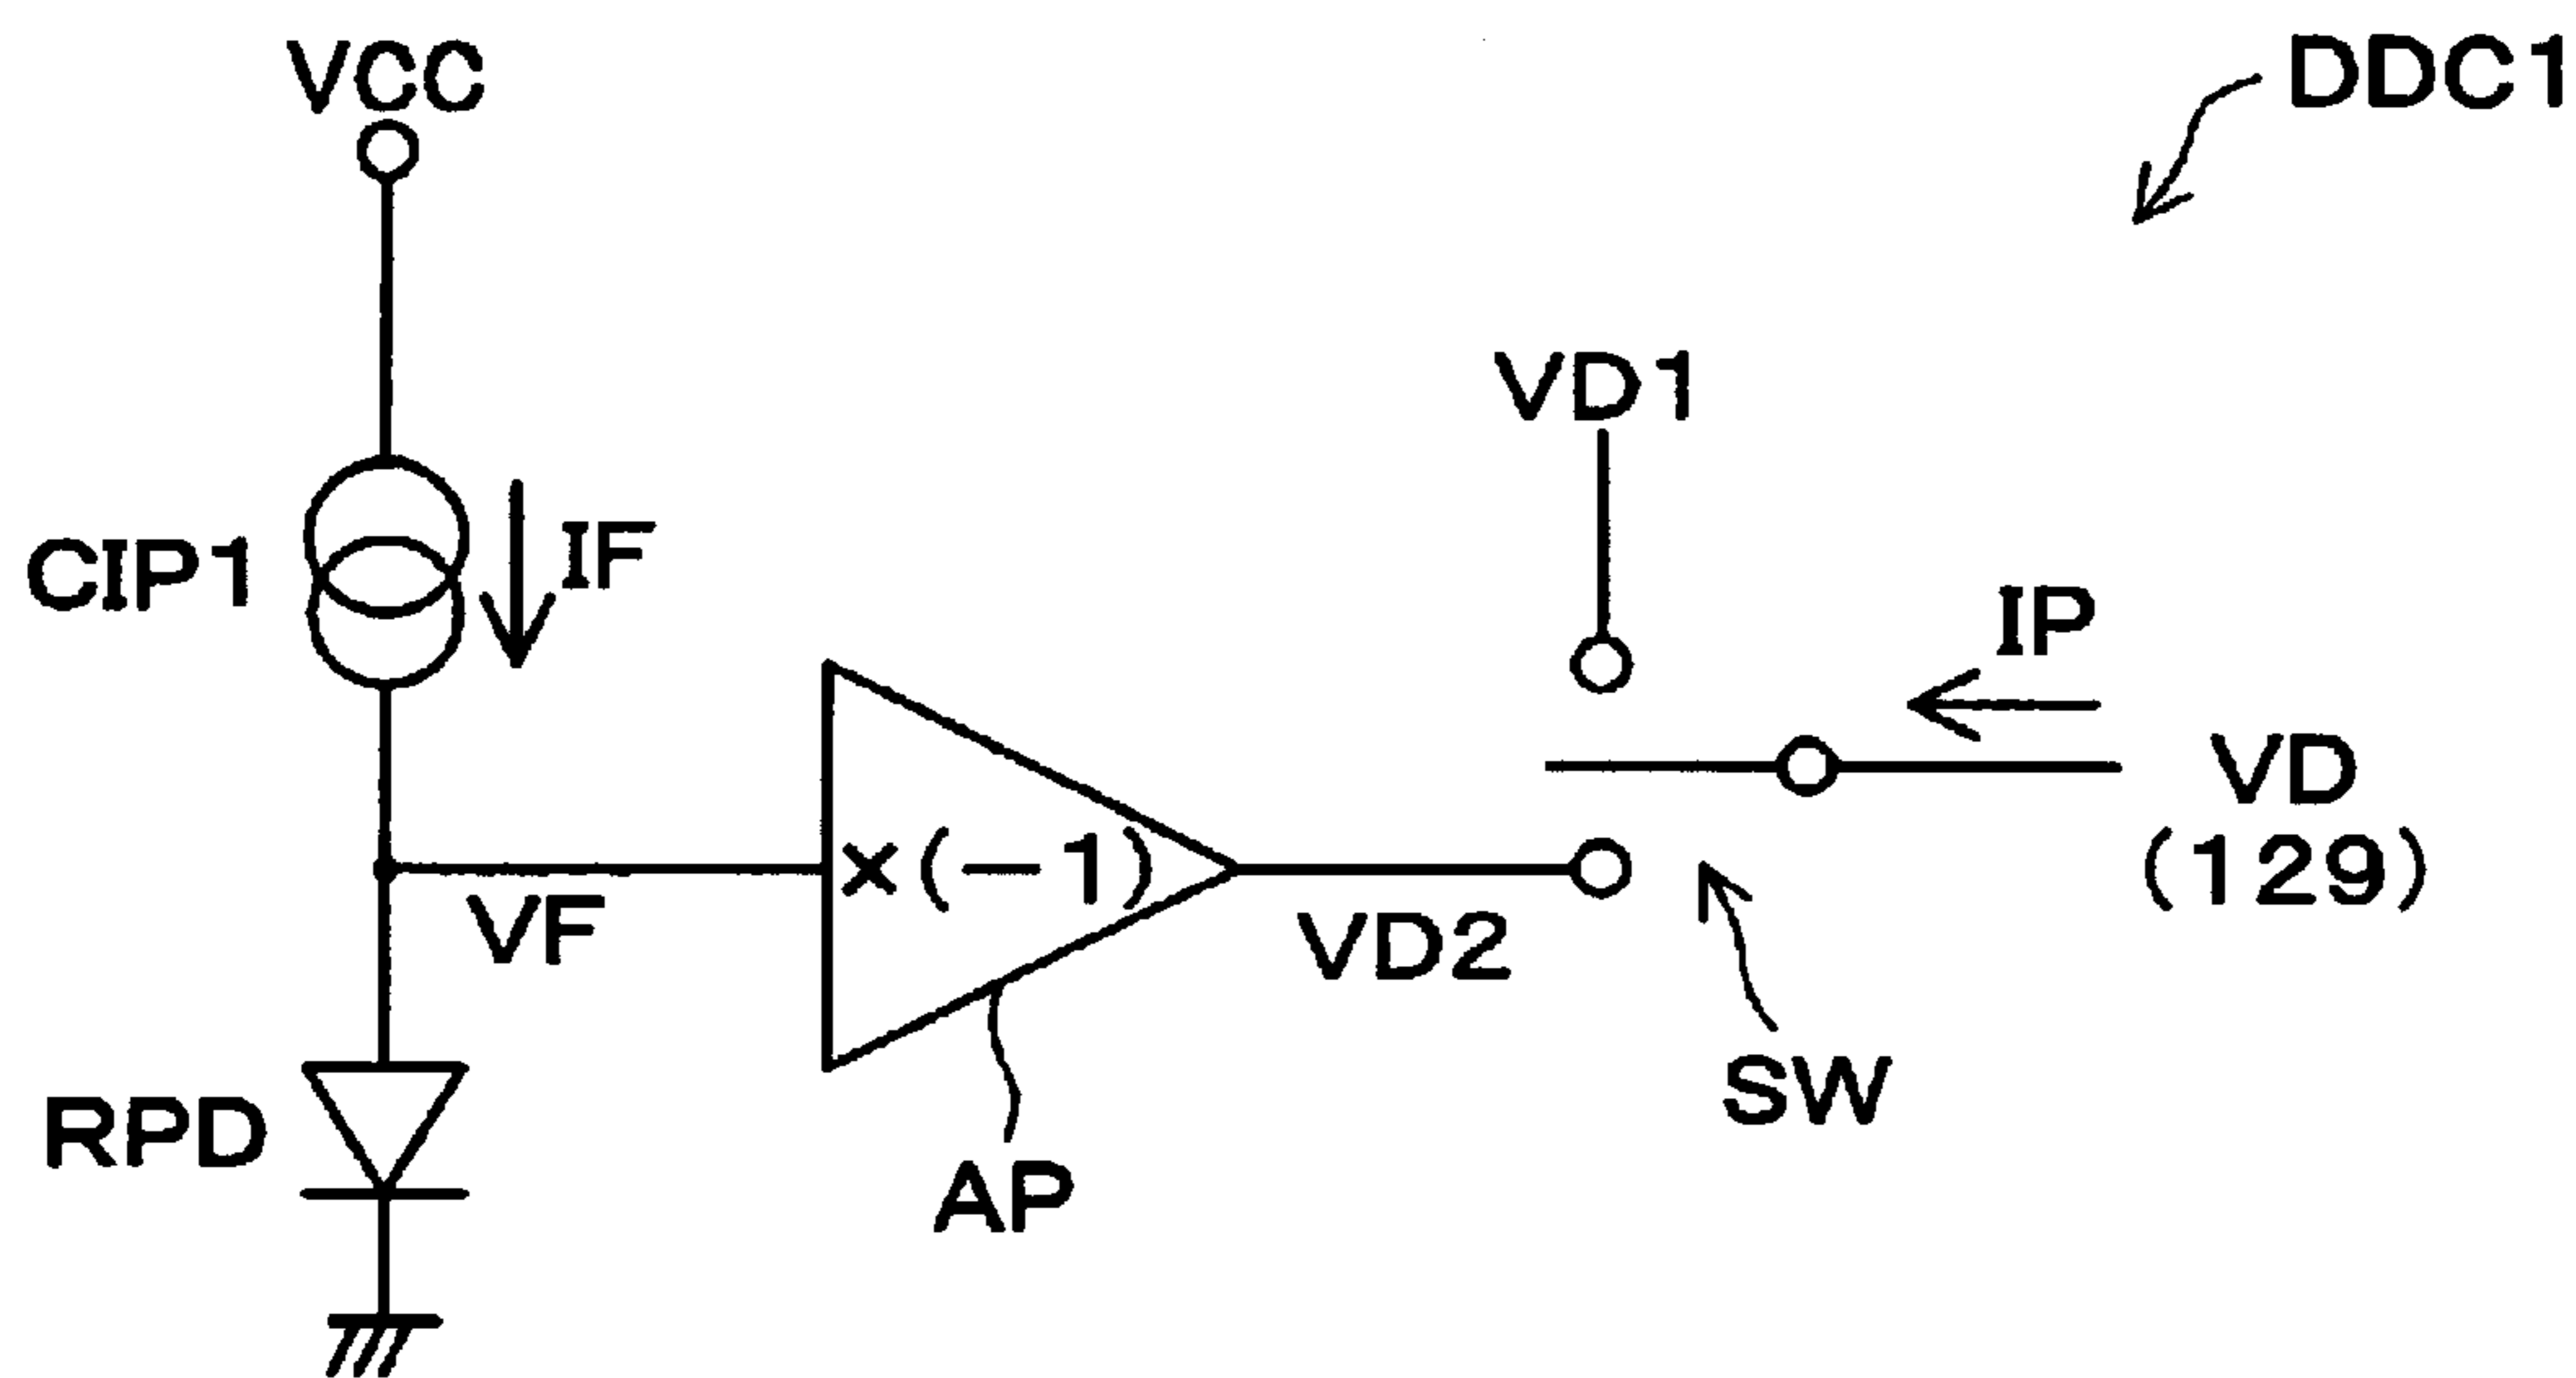 VCC
DDC1
VD1
CIP1
IF
IP
VD
(129)
×(−1)
VF
VD2
SW
RPD
AP